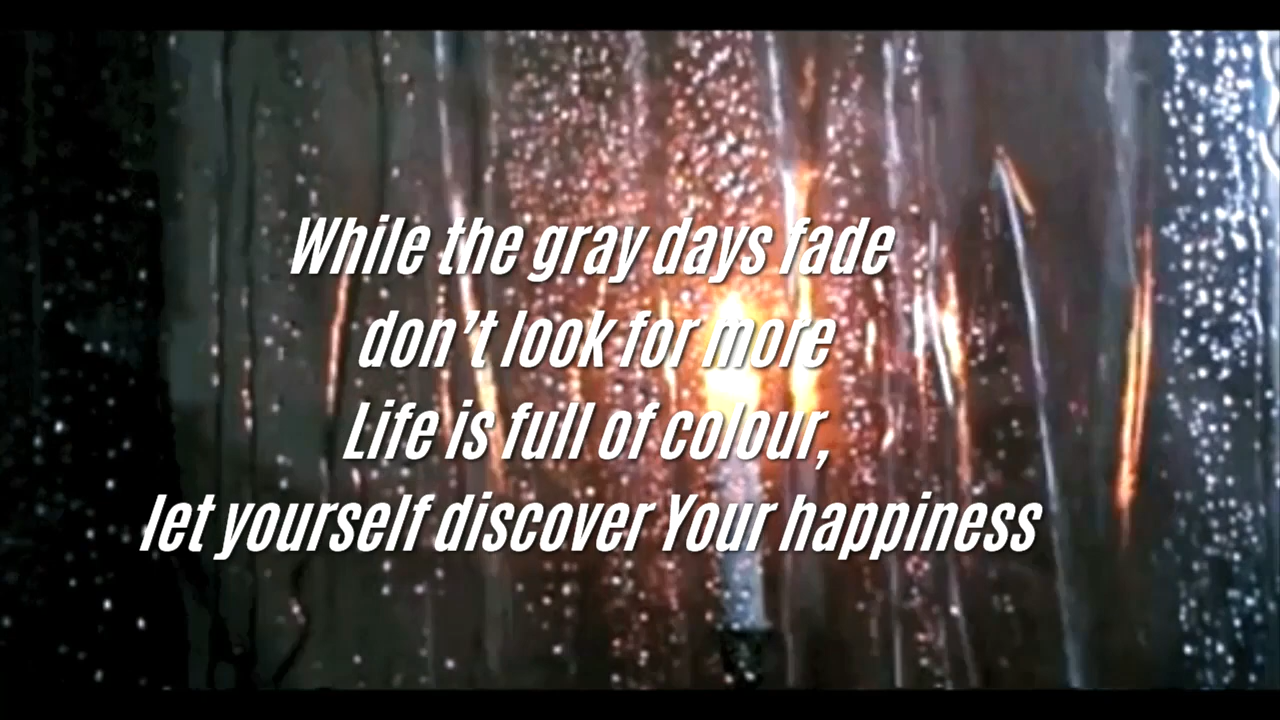 While the gray days fade
don’t look for more
Life is full of colour,
let yourself discover Your happiness